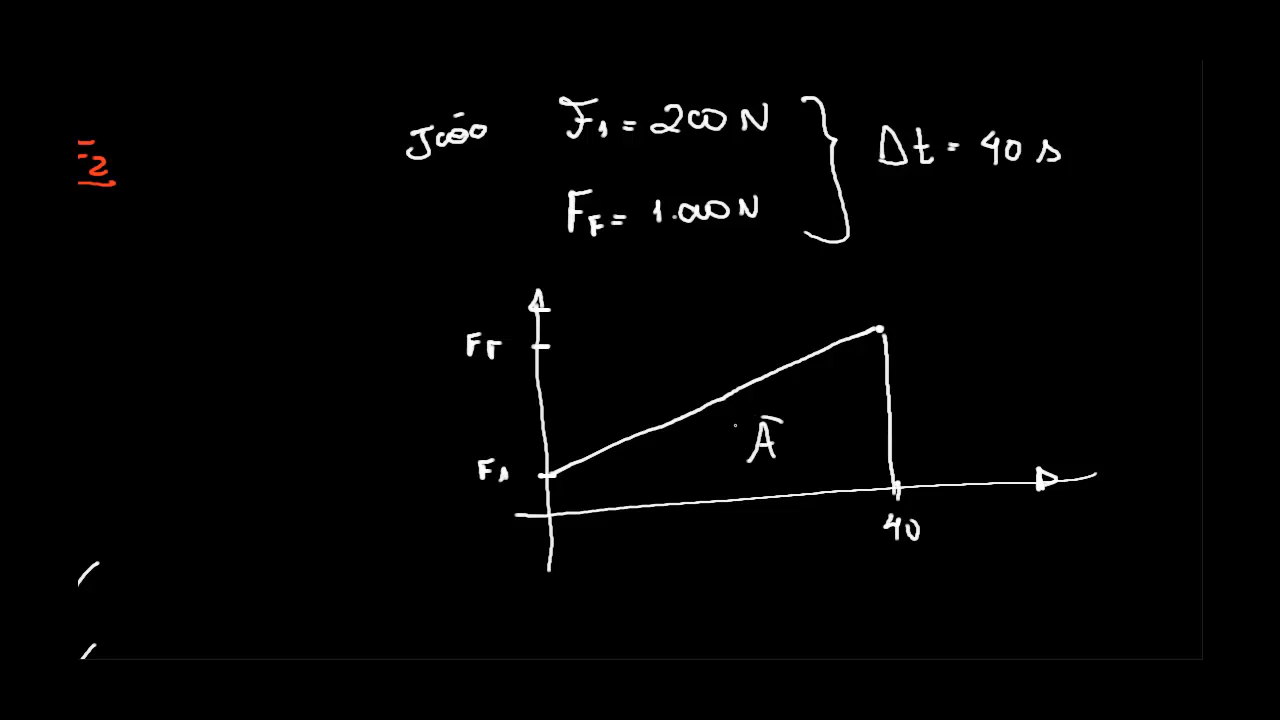 João F₁ = 200 N
Δt = 40 s
F_F = 1.000 N
F_F
A
F₁
40